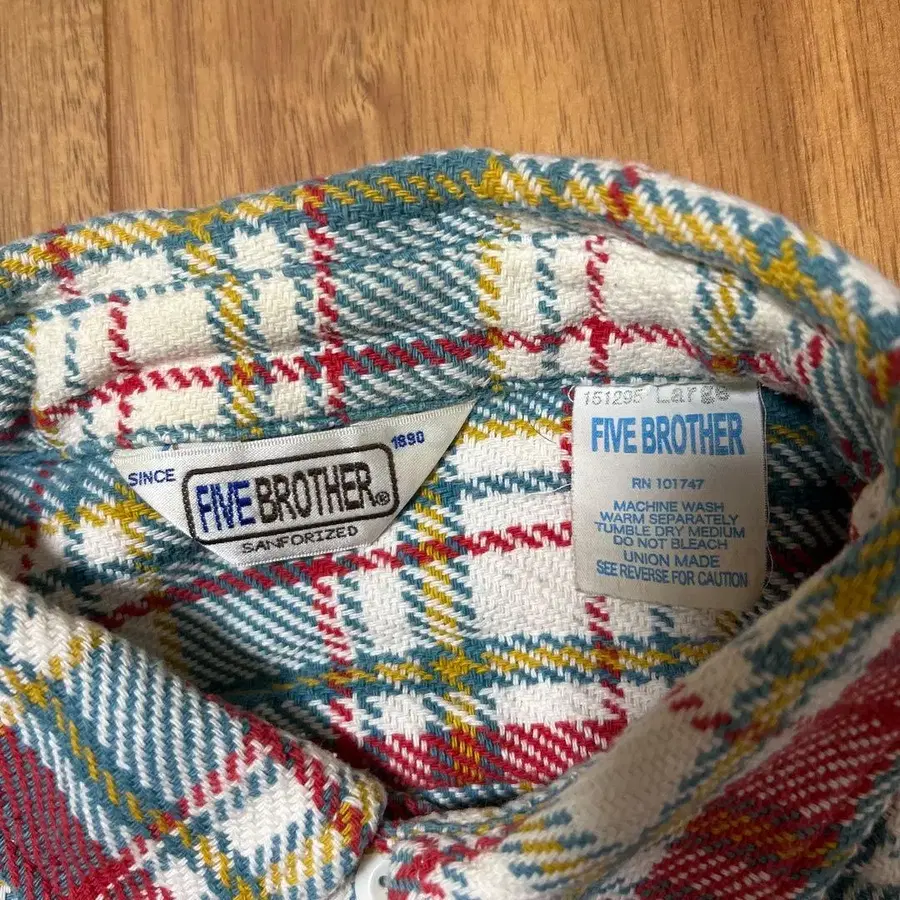 SINCE 1890
FIVE BROTHER®
SANFORIZED
151295 Large
FIVE BROTHER
RN 101747
MACHINE WASH
WARM SEPARATELY
TUMBLE DRY MEDIUM
DO NOT BLEACH
UNION MADE
SEE REVERSE FOR CAUTION